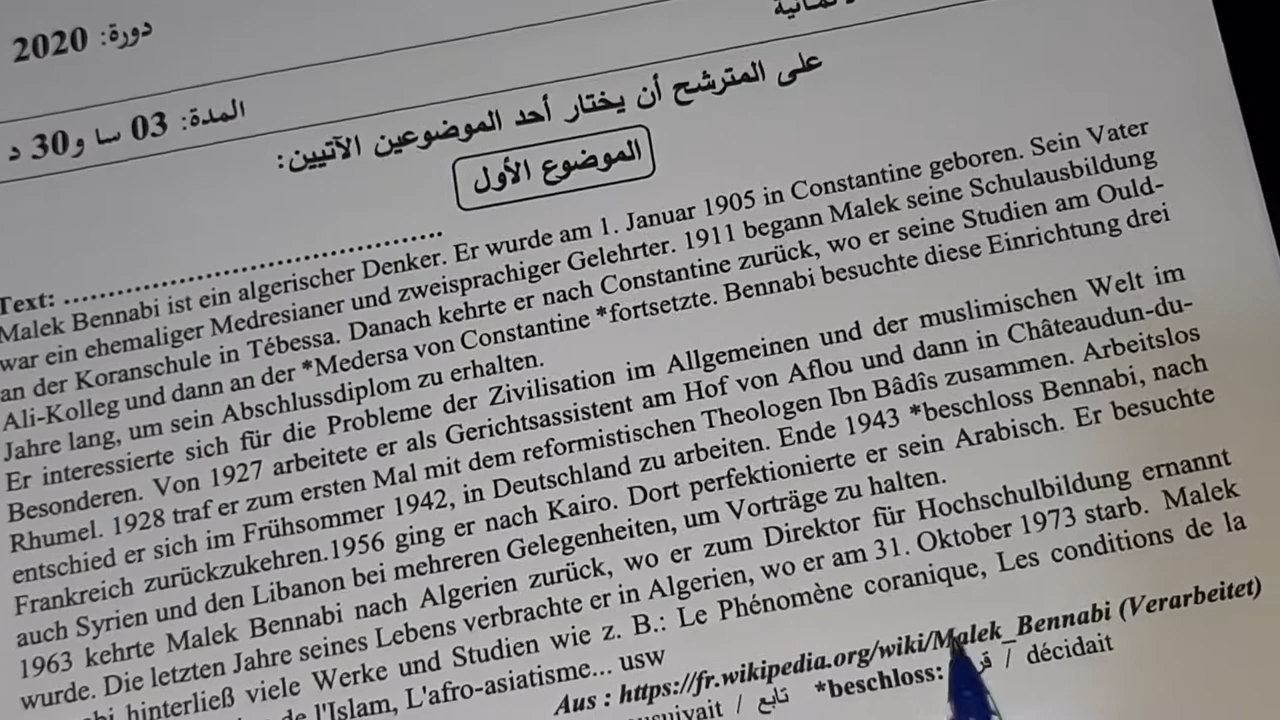 دورة: 2020
المدة: 03 سا و30 د
على المترشح أن يختار أحد الموضوعين الآتيين:
الموضوع الأول
Text: ............................................
Malek Bennabi ist ein algerischer Denker. Er wurde am 1. Januar 1905 in Constantine geboren. Sein Vater
war ein ehemaliger Medresianer und zweisprachiger Gelehrter. 1911 begann Malek seine Schulausbildung
an der Koranschule in Tébessa. Danach kehrte er nach Constantine zurück, wo er seine Studien am Ould-
Ali-Kolleg und dann an der *Medersa von Constantine *fortsetzte. Bennabi besuchte diese Einrichtung drei
Jahre lang, um sein Abschlussdiplom zu erhalten.
Er interessierte sich für die Probleme der Zivilisation im Allgemeinen und der muslimischen Welt im
Besonderen. Von 1927 arbeitete er als Gerichtsassistent am Hof von Aflou und dann in Châteaudun-du-
Rhumel. 1928 traf er zum ersten Mal mit dem reformistischen Theologen Ibn Bâdîs zusammen. Arbeitslos
entschied er sich im Frühsommer 1942, in Deutschland zu arbeiten. Ende 1943 *beschloss Bennabi, nach
Frankreich zurückzukehren.1956 ging er nach Kairo. Dort perfektionierte er sein Arabisch. Er besuchte
auch Syrien und den Libanon bei mehreren Gelegenheiten, um Vorträge zu halten.
1963 kehrte Malek Bennabi nach Algerien zurück, wo er zum Direktor für Hochschulbildung ernannt
wurde. Die letzten Jahre seines Lebens verbrachte er in Algerien, wo er am 31. Oktober 1973 starb. Malek
hinterließ viele Werke und Studien wie z. B.: Le Phénomène coranique, Les conditions de la
de l'Islam, L'afro-asiatisme... usw
Aus : https://fr.wikipedia.org/wiki/Malek_Bennabi (Verarbeitet)
/ تابع *beschloss: / décidait